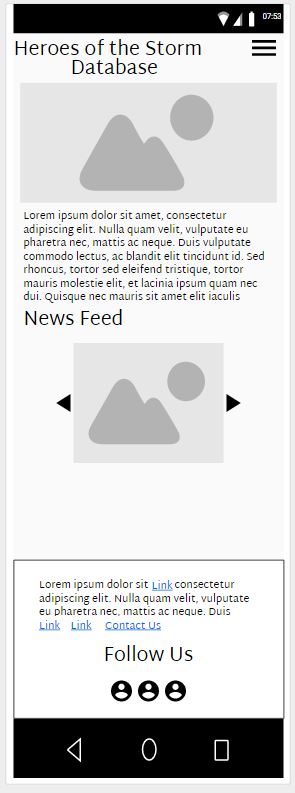 07:53
Heroes of the Storm
Database
Lorem ipsum dolor sit amet, consectetur
adipiscing elit. Nulla quam velit, vulputate eu
pharetra nec, mattis ac neque. Duis vulputate
commodo lectus, ac blandit elit tincidunt id. Sed
rhoncus, tortor sed eleifend tristique, tortor
mauris molestie elit, et lacinia ipsum quam nec
dui. Quisque nec mauris sit amet elit iaculis
News Feed
Lorem ipsum dolor sit Link consectetur
adipiscing elit. Nulla quam velit, vulputate
eu pharetra nec, mattis ac neque. Duis
Link Link Contact Us
Follow Us